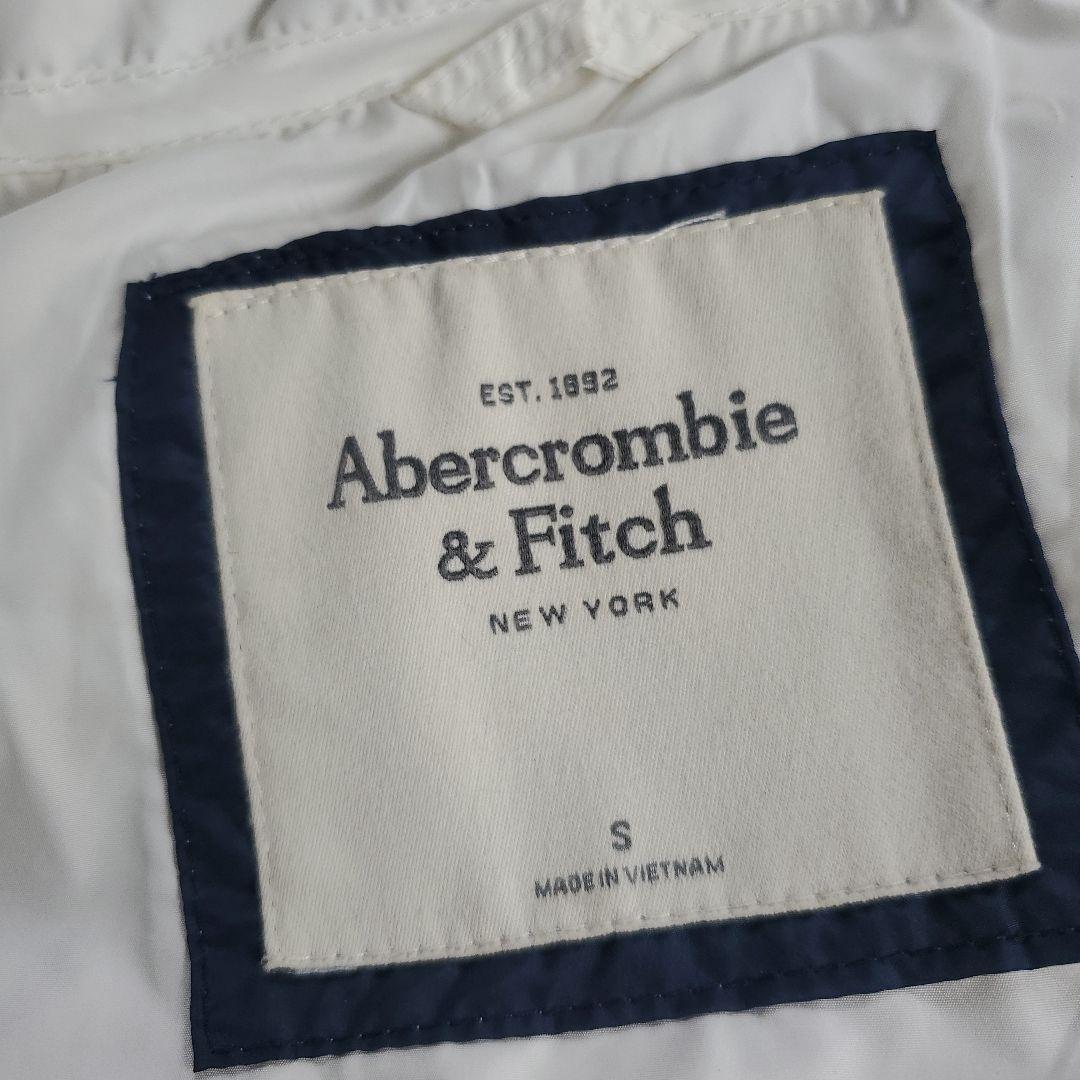 EST. 1892
Abercrombie
& Fitch
NEW YORK
S
MADE IN VIETNAM